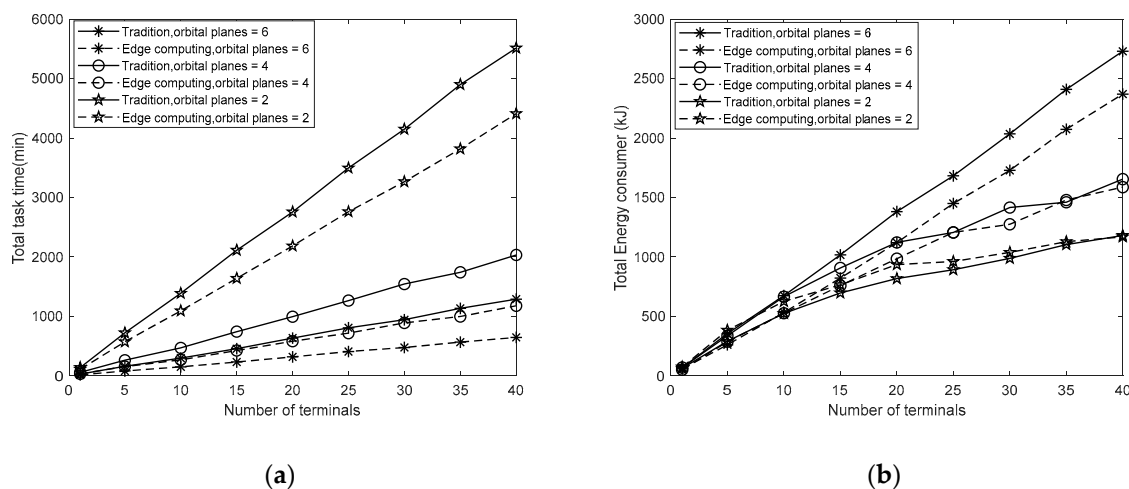 6000
5000
4000
3000
2000
1000
0
Total task time(min)
Tradition,orbital planes = 6
Edge computing,orbital planes = 6
Tradition,orbital planes = 4
Edge computing,orbital planes = 4
Tradition,orbital planes = 2
Edge computing,orbital planes = 2
0 5 10 15 20 25 30 35 40
Number of terminals
(a)
3000
2500
2000
1500
1000
500
0
Total Energy consumer (kJ)
Tradition,orbital planes = 6
Edge computing,orbital planes = 6
Tradition,orbital planes = 4
Edge computing,orbital planes = 4
Tradition,orbital planes = 2
Edge computing,orbital planes = 2
0 5 10 15 20 25 30 35 40
Number of terminals
(b)